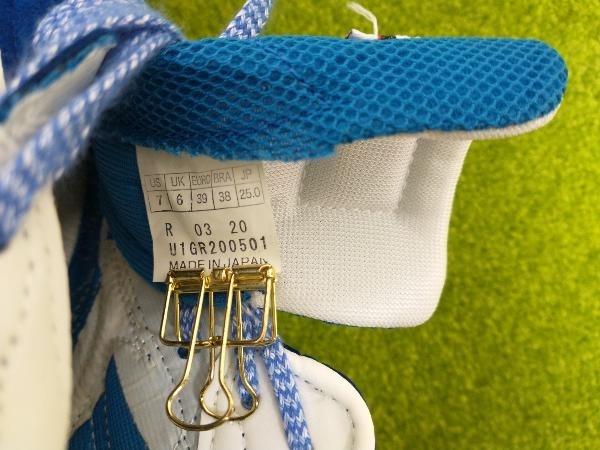 US UK EURO BRA JP
7 6 39 38 25.0
R 03 20
U1GR200501
MADE IN JAPAN